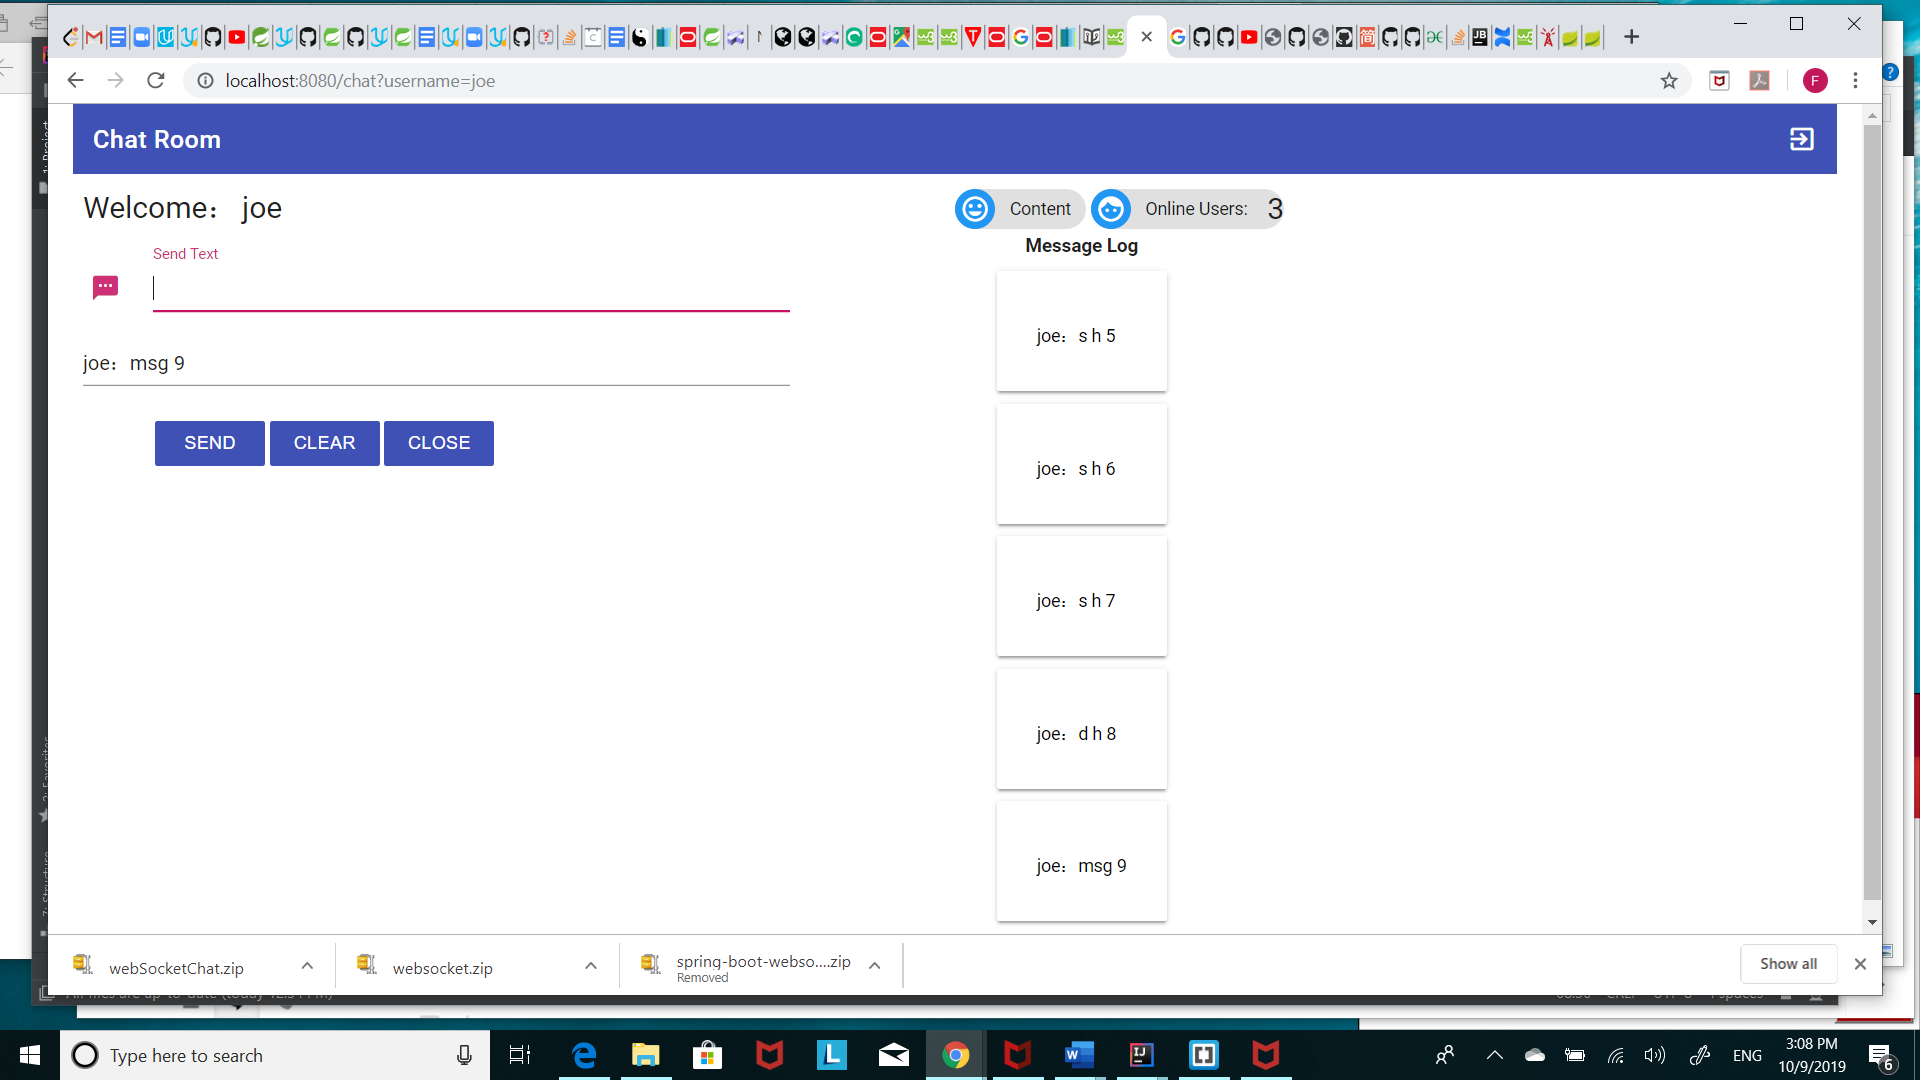 localhost:8080/chat?username=joe
F
Chat Room
Welcome： joe
Content
Online Users: 3
Send Text
Message Log
joe：s h 5
joe：msg 9
SEND
CLEAR
CLOSE
joe：s h 6
joe：s h 7
joe：d h 8
joe：msg 9
webSocketChat.zip
websocket.zip
spring-boot-webso....zip
Removed
Show all
Type here to search
ENG
3:08 PM
10/9/2019
6